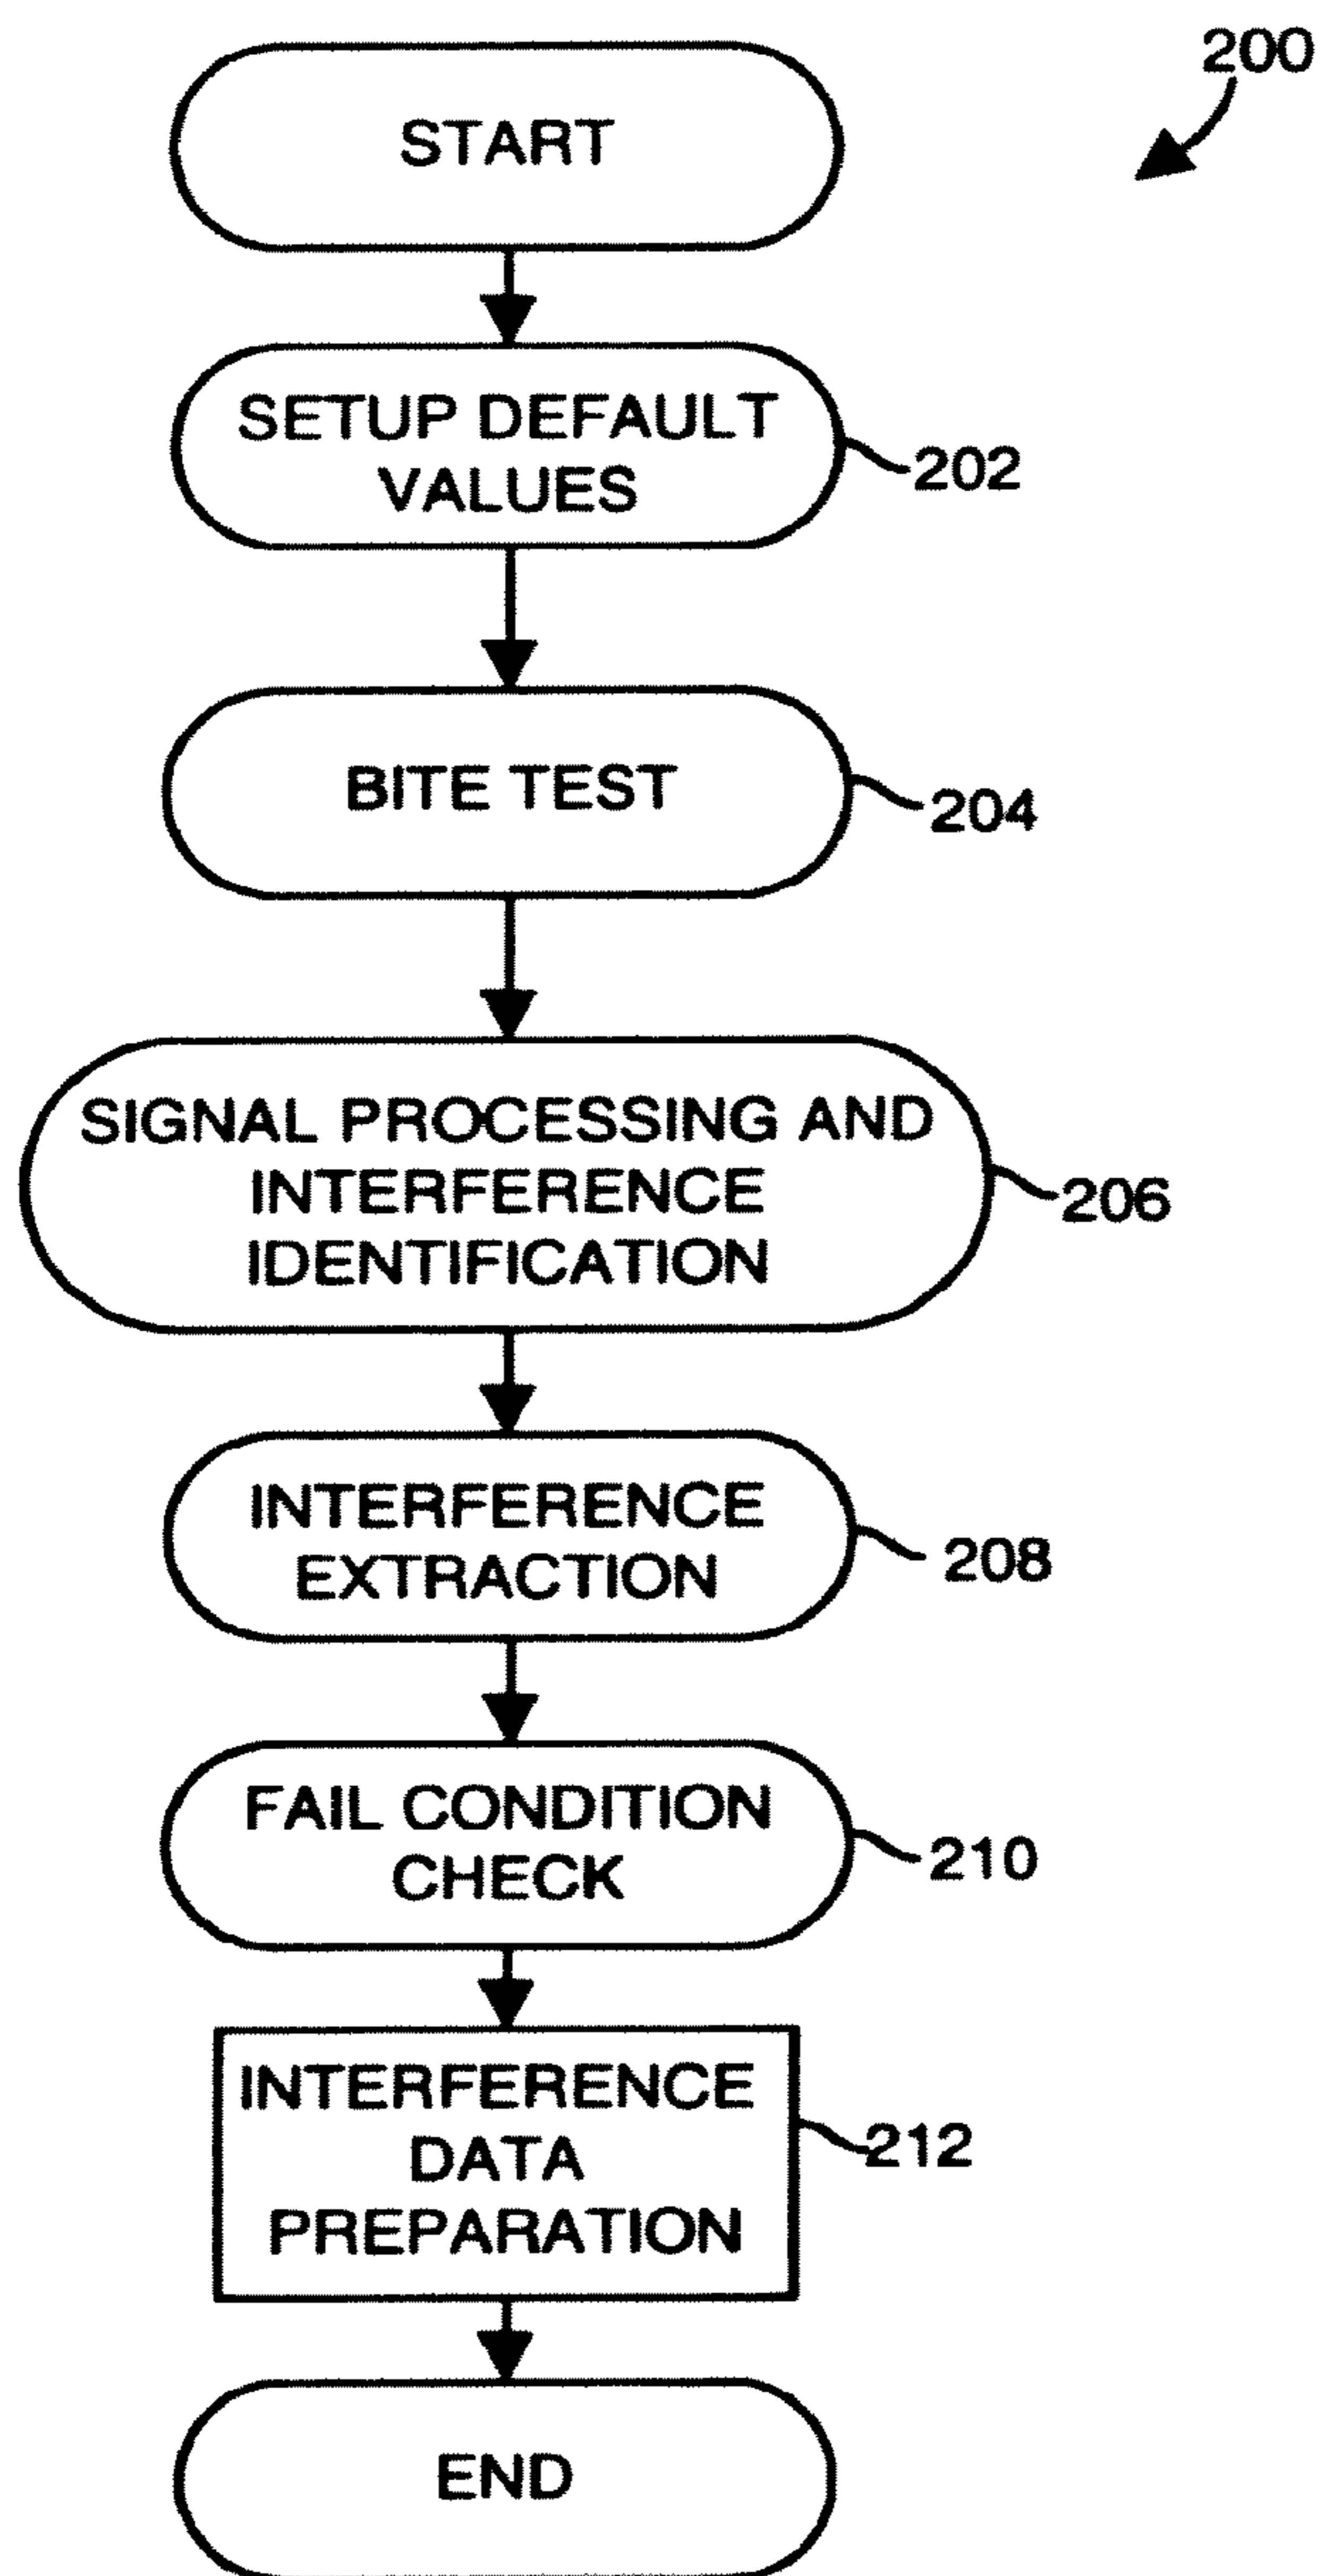 200
START
SETUP DEFAULT
VALUES
202
BITE TEST
204
SIGNAL PROCESSING AND
INTERFERENCE
IDENTIFICATION
206
INTERFERENCE
EXTRACTION
208
FAIL CONDITION
CHECK
210
INTERFERENCE
DATA
PREPARATION
212
END